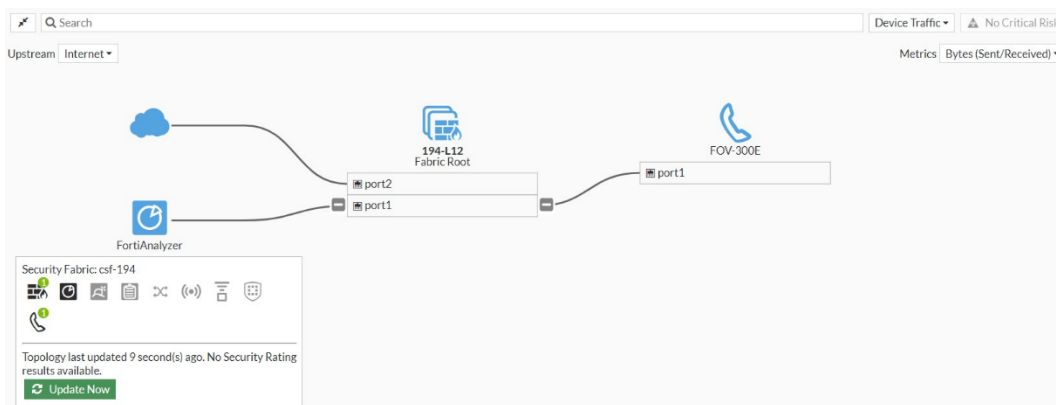 Search
Device Traffic
No Critical Risk
Upstream Internet
Metrics Bytes (Sent/Received)
194-L12
Fabric Root
FOV-300E
port2
port1
port1
FortiAnalyzer
Security Fabric: csf-194
1
1
Topology last updated 9 second(s) ago. No Security Rating
results available.
Update Now